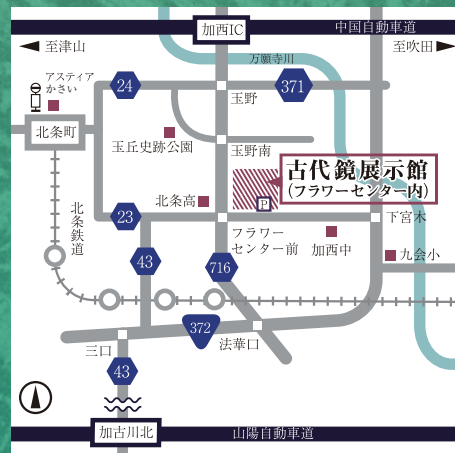 加西IC
中国自動車道
至津山
至吹田
万願寺川
アスティア
かさい
24
371
玉野
北条町
玉丘史跡公園
玉野南
古代鏡展示館
(フラワーセンター内)
北条高
P
北条鉄道
23
フラワー
センター前
下宮木
加西中
九会小
43
716
372
三口
法華口
43
加古川北
山陽自動車道